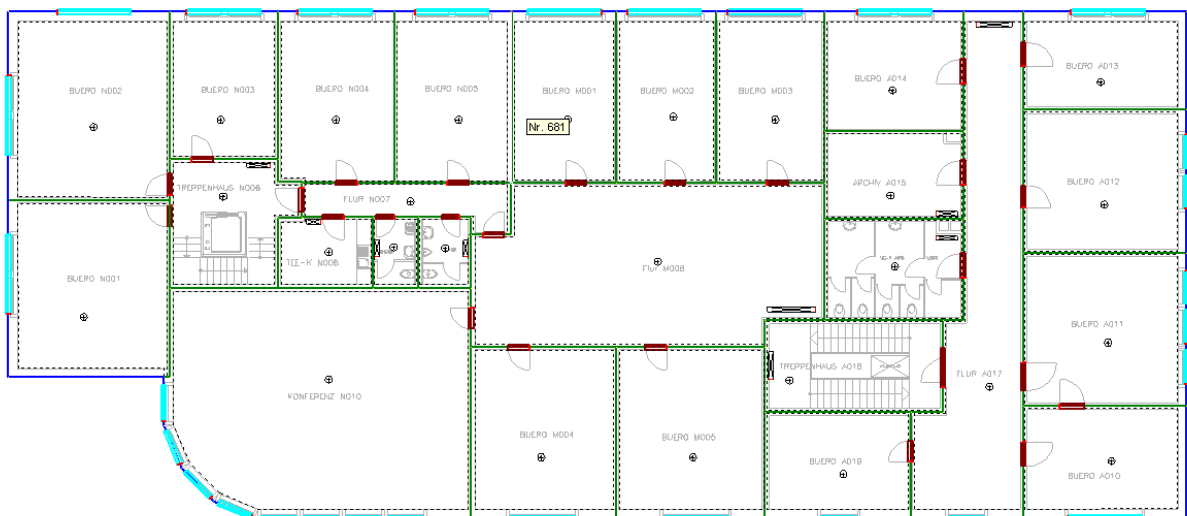 BUERO N002
BUERO N003
BUERO N004
BUERO N005
BUERO M001
BUERO M002
BUERO M003
BUERO A014
BUERO A013
Nr. 681
TREPPENHAUS N008
FLUR N007
ARCHIV A015
BUERO A012
BUERO N001
TEE-K N006
Flur M008
BUERO A011
TREPPENHAUS A018
FLUR A017
KONFERENZ N010
BUERO M004
BUERO M005
BUERO A019
BUERO A010